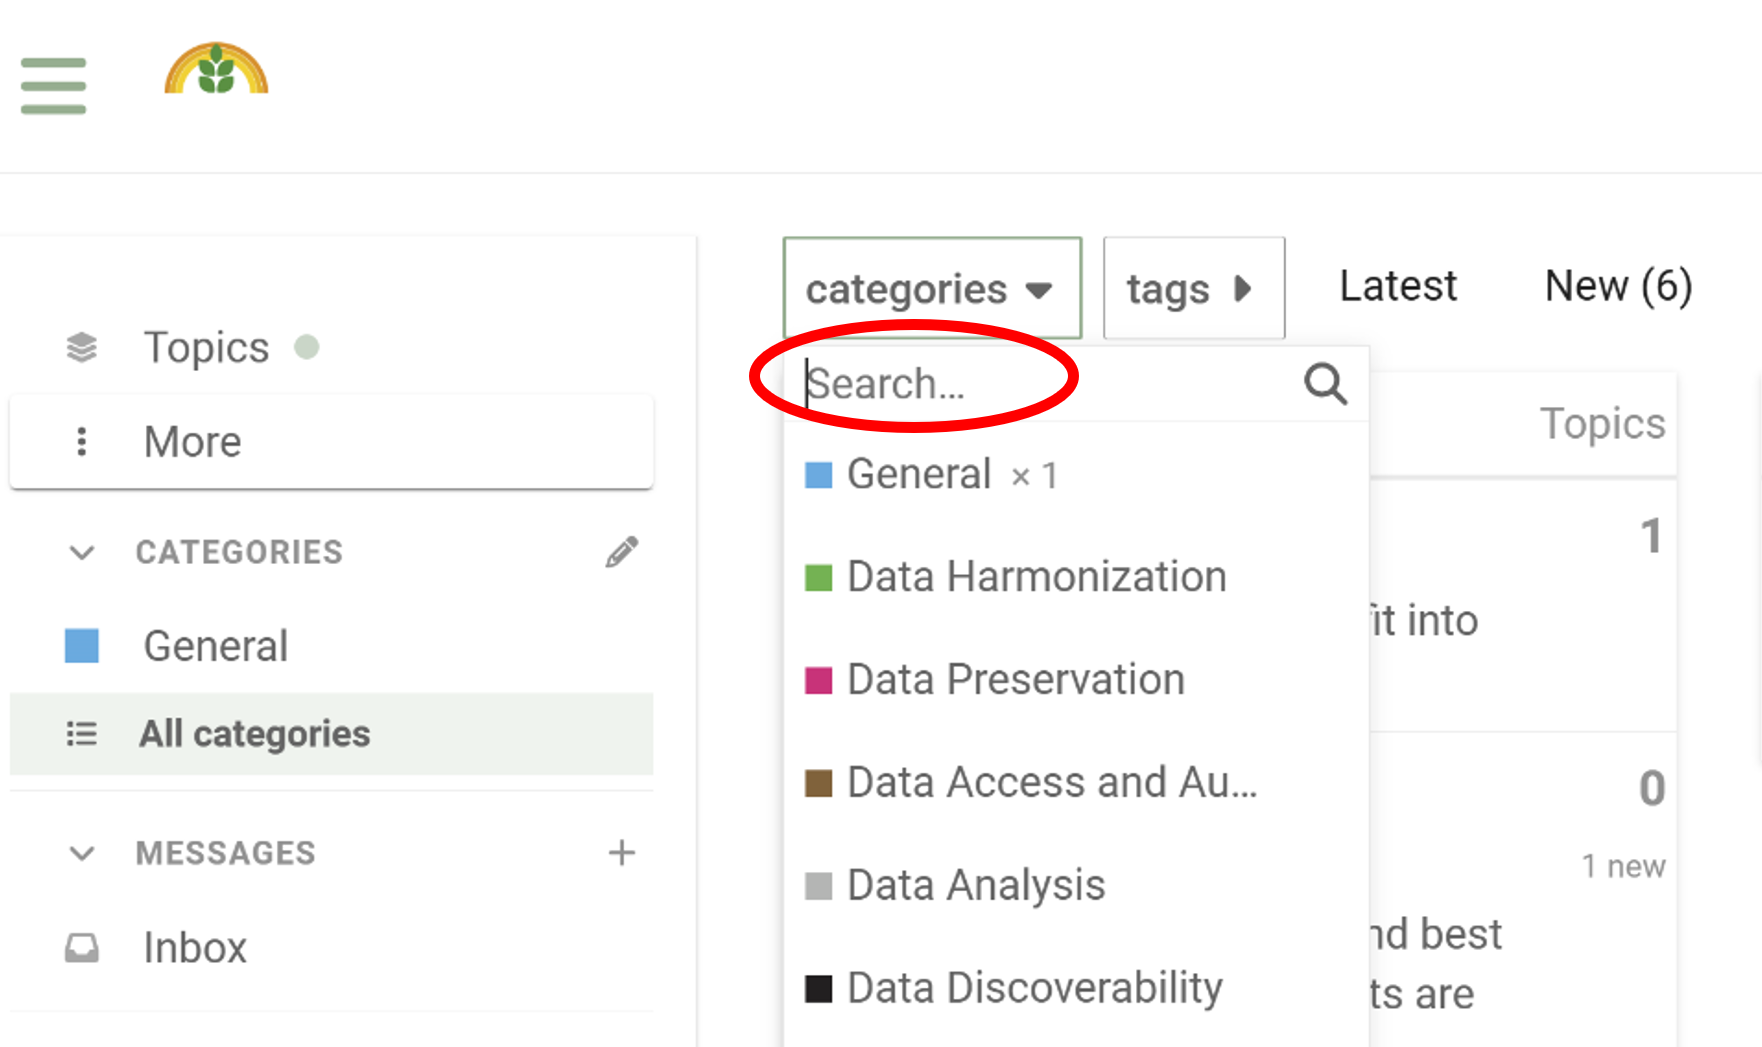 categories
tags
Latest
New (6)
Topics
More
CATEGORIES
General
All categories
MESSAGES
Inbox
Search...
General × 1
Data Harmonization
Data Preservation
Data Access and Au...
Data Analysis
Data Discoverability
Topics
1
fit into
0
1 new
nd best
ts are